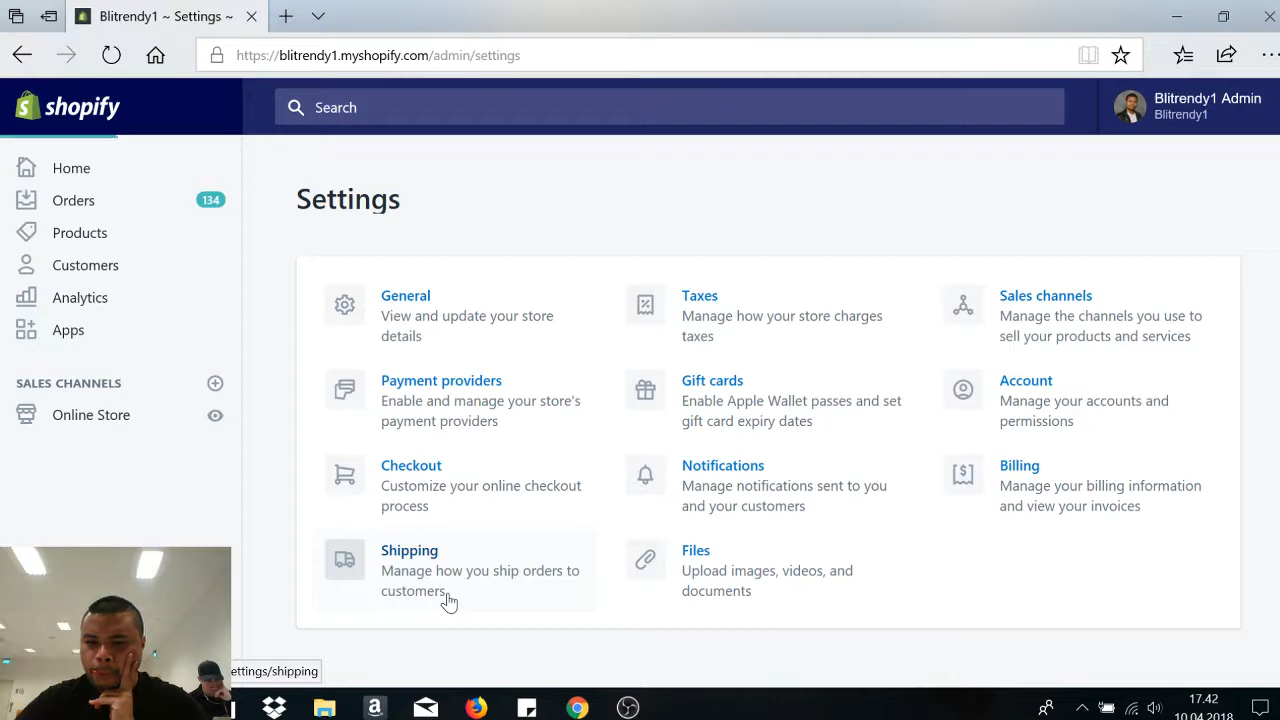 Blitrendy1 ~ Settings ~
https://blitrendy1.myshopify.com/admin/settings
shopify
Search
Blitrendy1 Admin
Blitrendy1
Home
Orders
134
Products
Customers
Analytics
Apps
SALES CHANNELS
Online Store
Settings
General
View and update your store
details
Taxes
Manage how your store charges
taxes
Sales channels
Manage the channels you use to
sell your products and services
Payment providers
Enable and manage your store's
payment providers
Gift cards
Enable Apple Wallet passes and set
gift card expiry dates
Account
Manage your accounts and
permissions
Checkout
Customize your online checkout
process
Notifications
Manage notifications sent to you
and your customers
Billing
Manage your billing information
and view your invoices
Shipping
Manage how you ship orders to
customers
Files
Upload images, videos, and
documents
ettings/shipping
17.42
10.04.2018